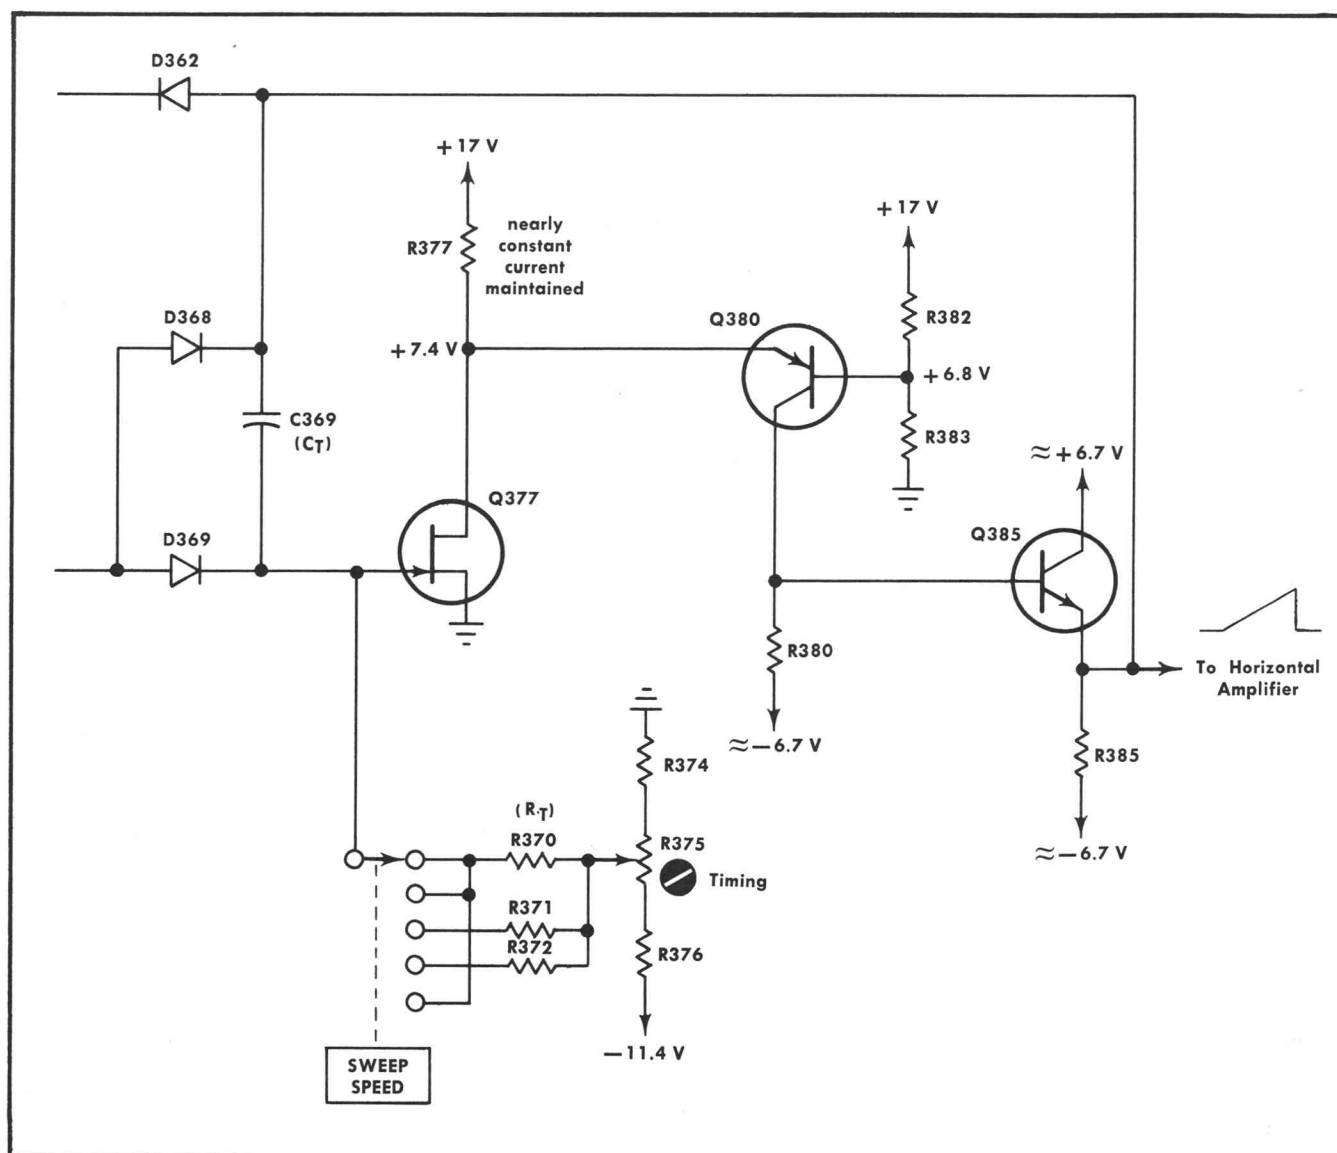 D362
+17 V
R377
nearly
constant
current
maintained
+17 V
D368
Q380
R382
+7.4 V
+6.8 V
C369
(CT)
R383
≈+6.7 V
Q377
D369
Q385
R380
To Horizontal
Amplifier
≈−6.7 V
R374
R385
(R.T)
R370
R375
≈−6.7 V
Timing
R371
R372
R376
−11.4 V
SWEEP
SPEED